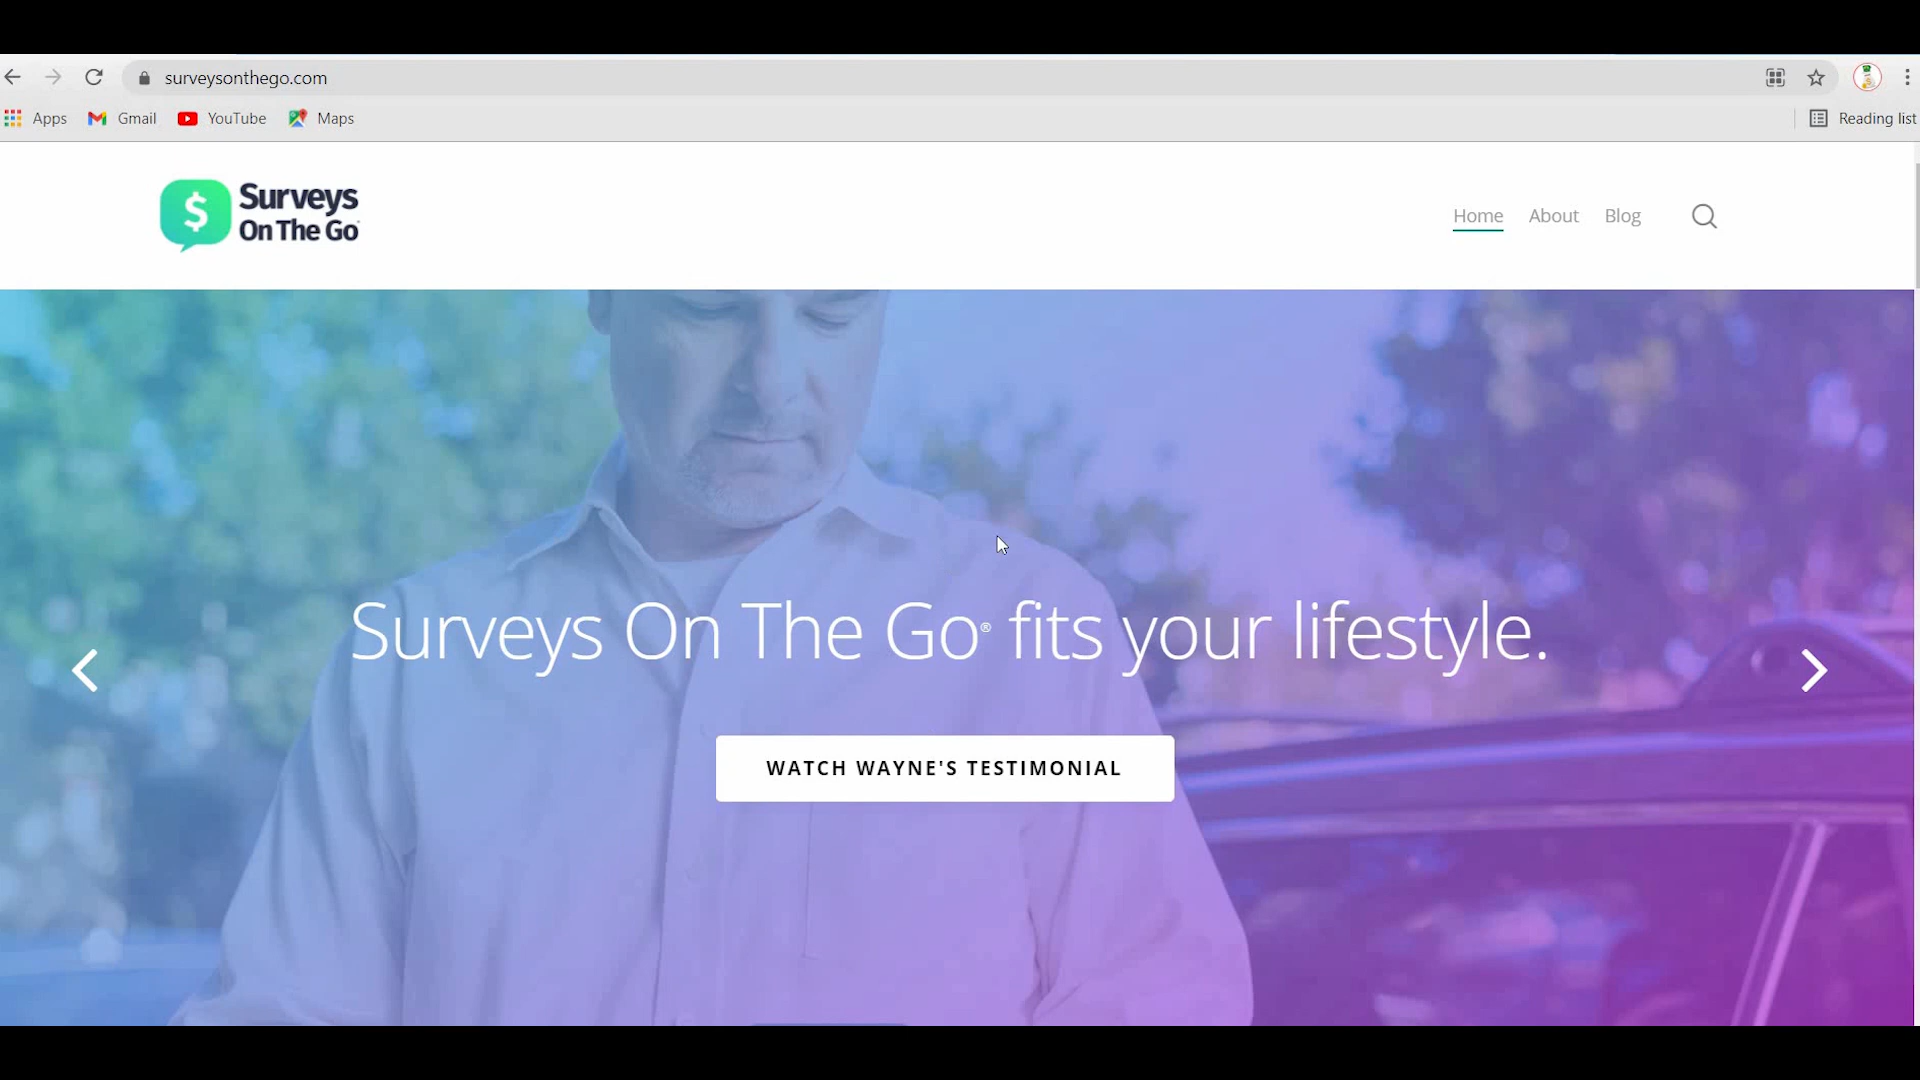 surveysonthego.com
Apps Gmail YouTube Maps Reading list
Surveys
On The Go
Home About Blog
Surveys On The Go® fits your lifestyle.
WATCH WAYNE'S TESTIMONIAL